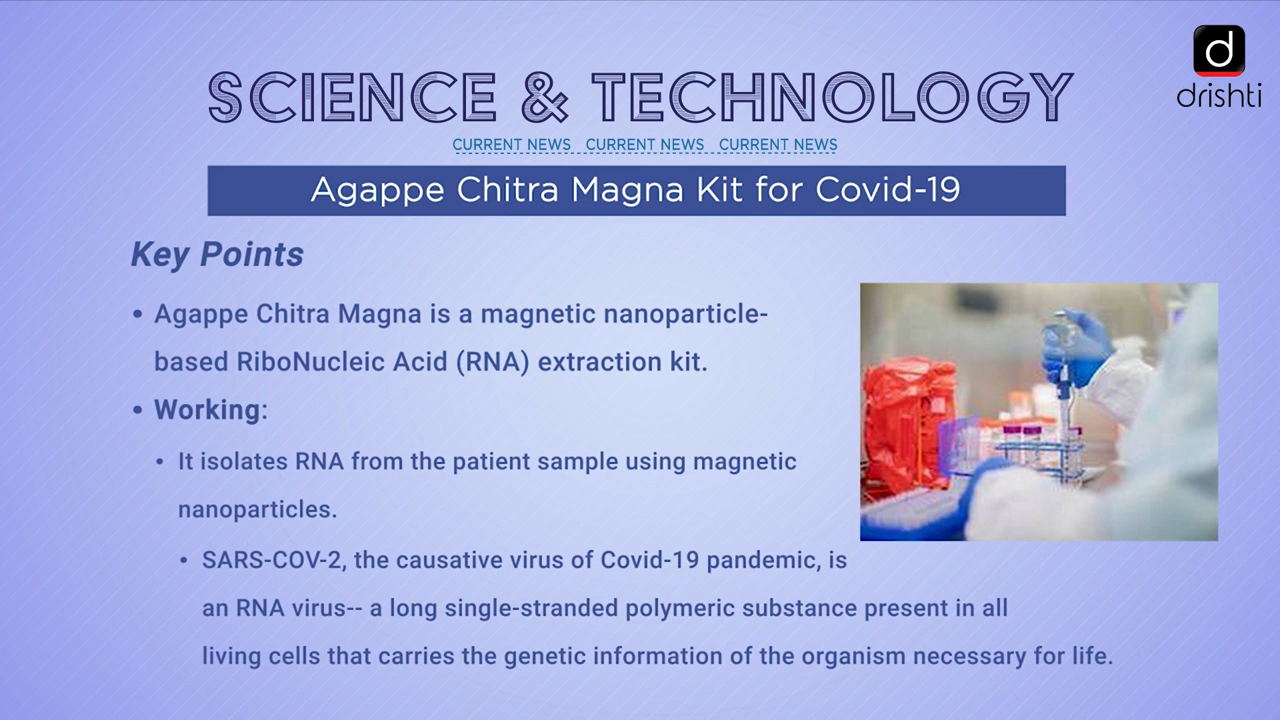 d
drishti
SCIENCE & TECHNOLOGY
CURRENT NEWS CURRENT NEWS CURRENT NEWS
Agappe Chitra Magna Kit for Covid-19
Key Points
• Agappe Chitra Magna is a magnetic nanoparticle-
based RiboNucleic Acid (RNA) extraction kit.
• Working:
• It isolates RNA from the patient sample using magnetic
nanoparticles.
• SARS-COV-2, the causative virus of Covid-19 pandemic, is
an RNA virus-- a long single-stranded polymeric substance present in all
living cells that carries the genetic information of the organism necessary for life.